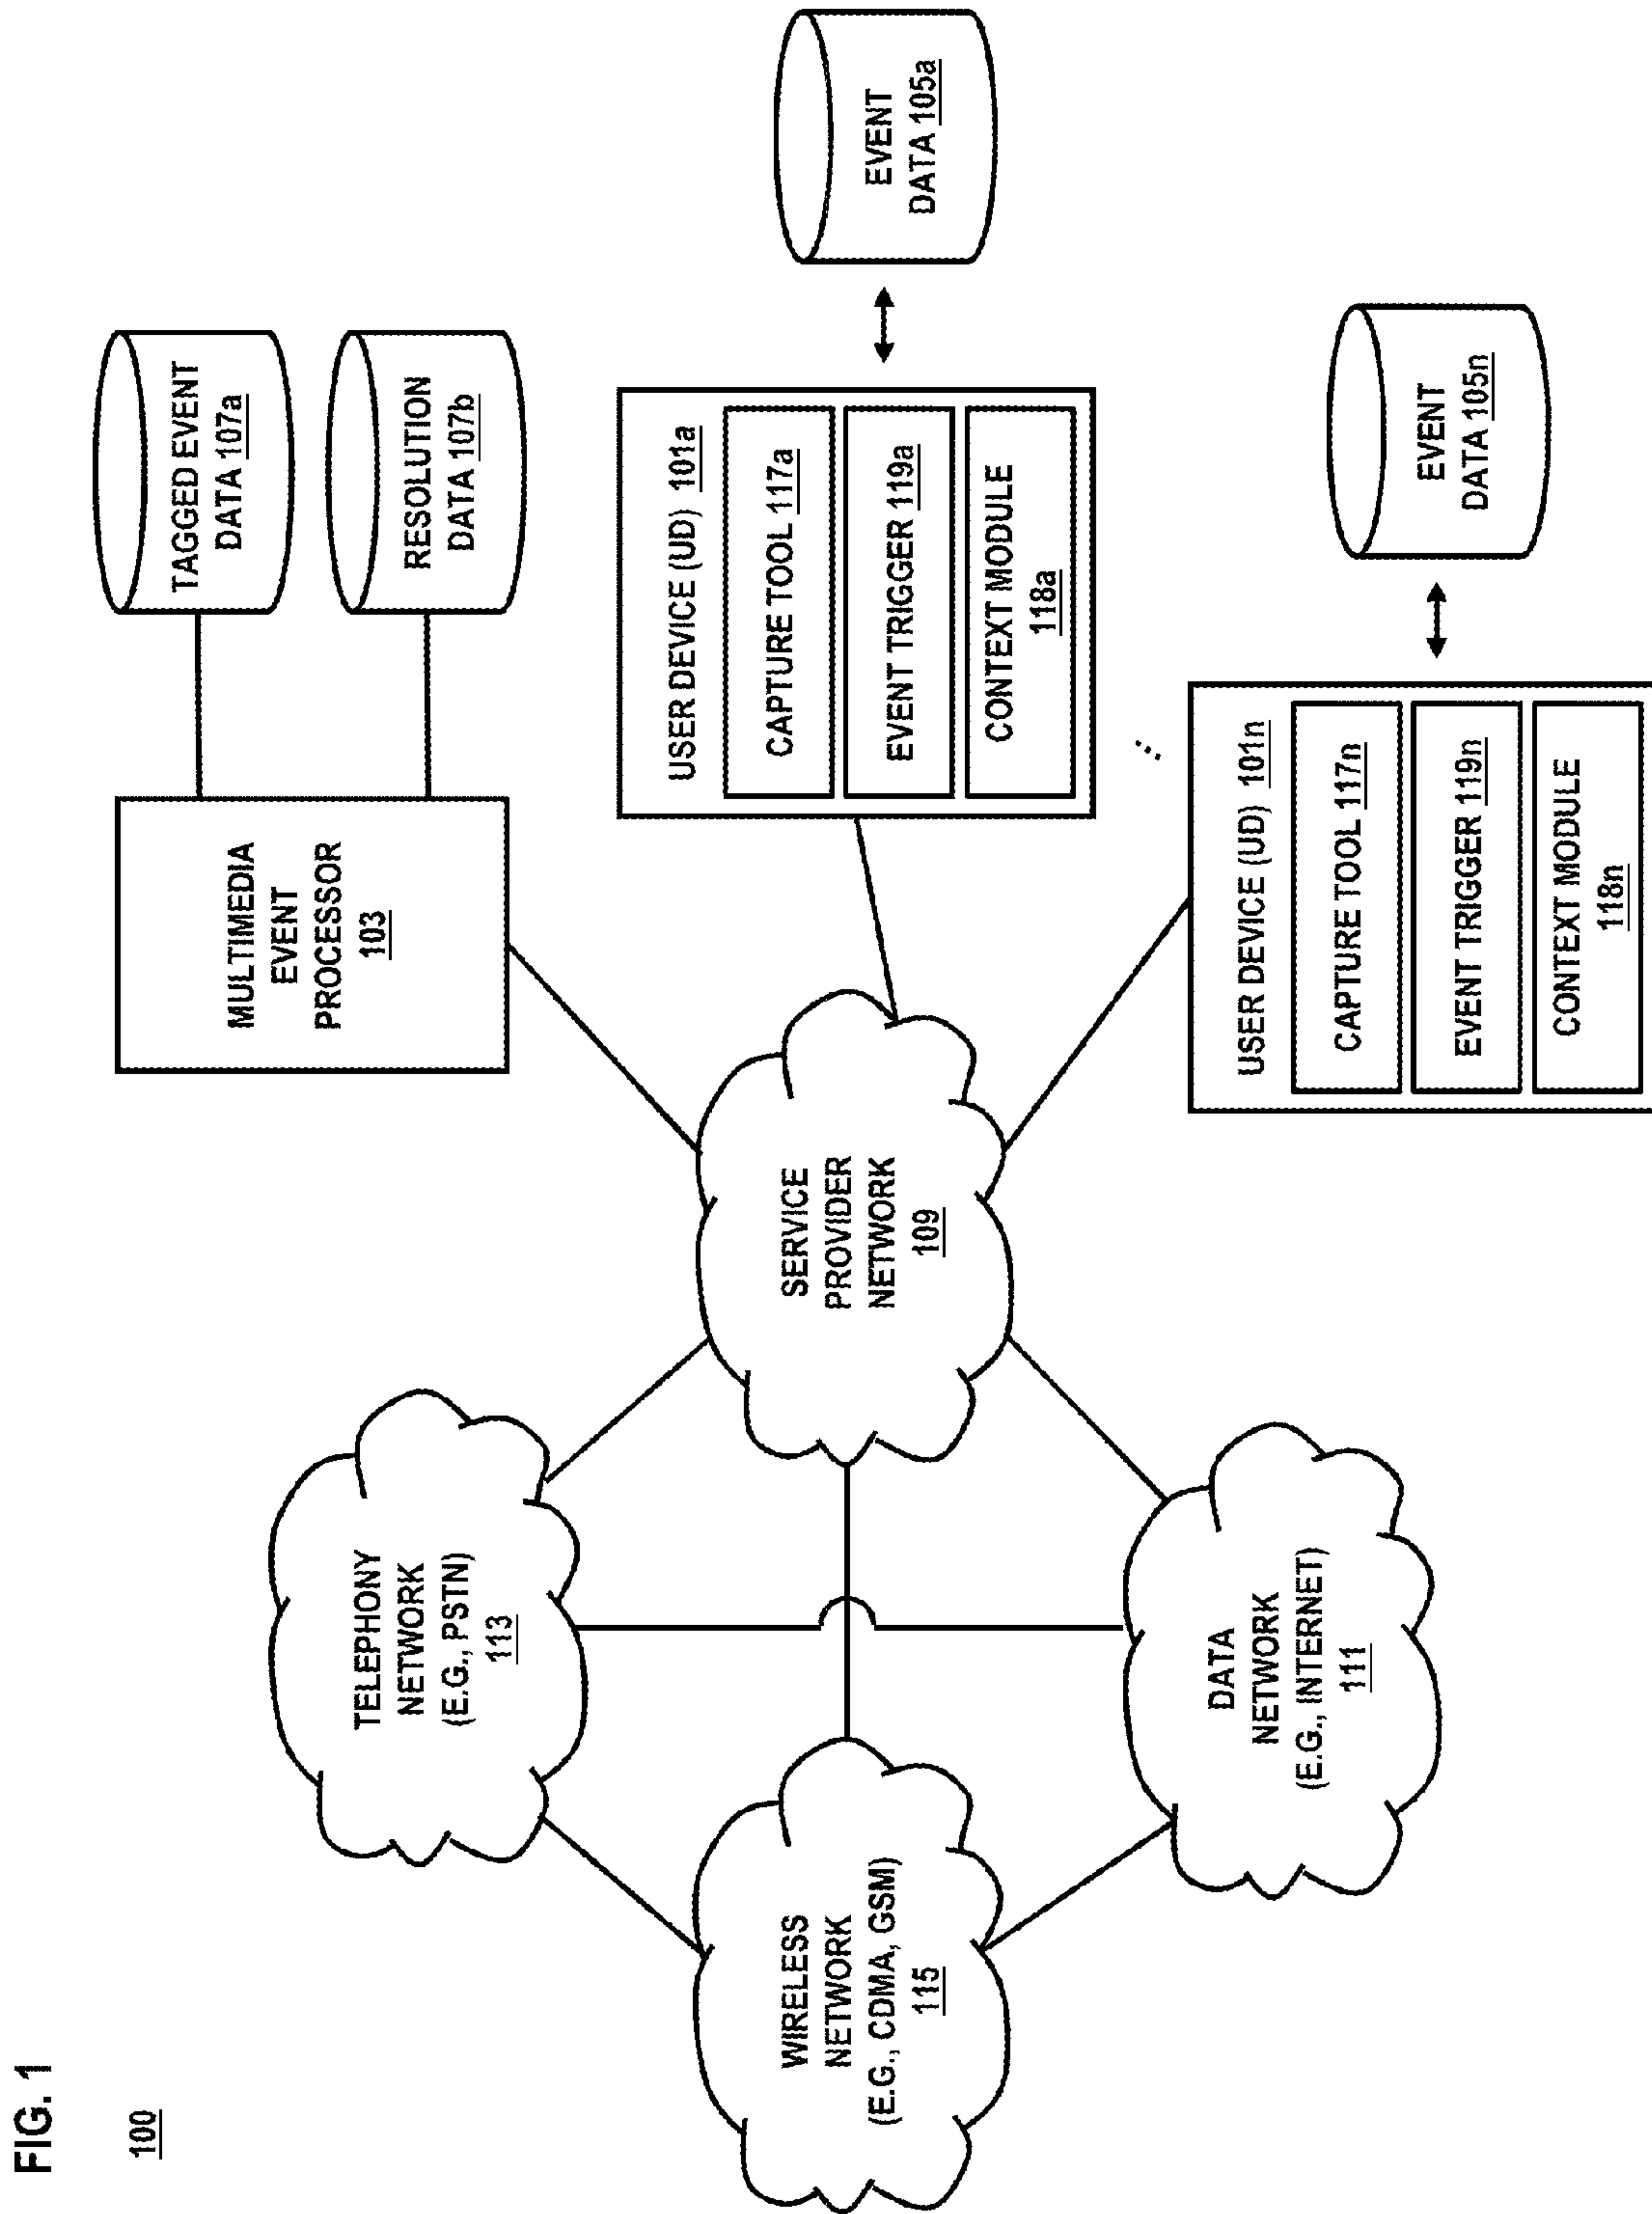 FIG. 1
100
TELEPHONY
NETWORK
(E.G., PSTN)
113
WIRELESS
NETWORK
(E.G., CDMA, GSM)
115
DATA
NETWORK
(E.G., INTERNET)
111
SERVICE
PROVIDER
NETWORK
109
MULTIMEDIA
EVENT
PROCESSOR
103
TAGGED EVENT
DATA 107a
RESOLUTION
DATA 107b
USER DEVICE (UD) 101a
CAPTURE TOOL 117a
EVENT TRIGGER 119a
CONTEXT MODULE
118a
EVENT
DATA 105a
...
USER DEVICE (UD) 101n
CAPTURE TOOL 117n
EVENT TRIGGER 119n
CONTEXT MODULE
118n
EVENT
DATA 105n